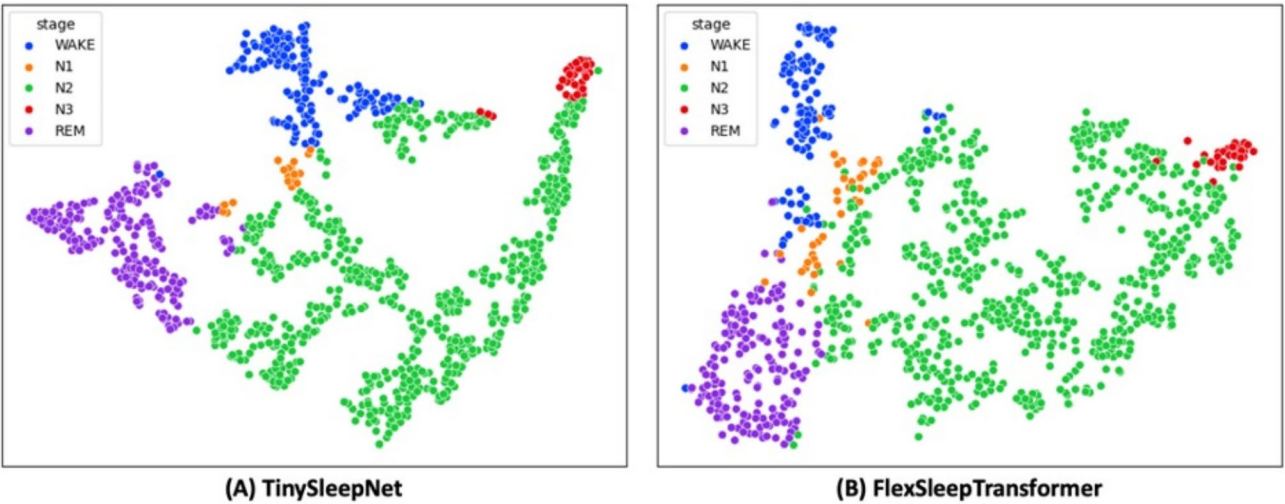 stage
WAKE
N1
N2
N3
REM
(A) TinySleepNet
stage
WAKE
N1
N2
N3
REM
(B) FlexSleepTransformer